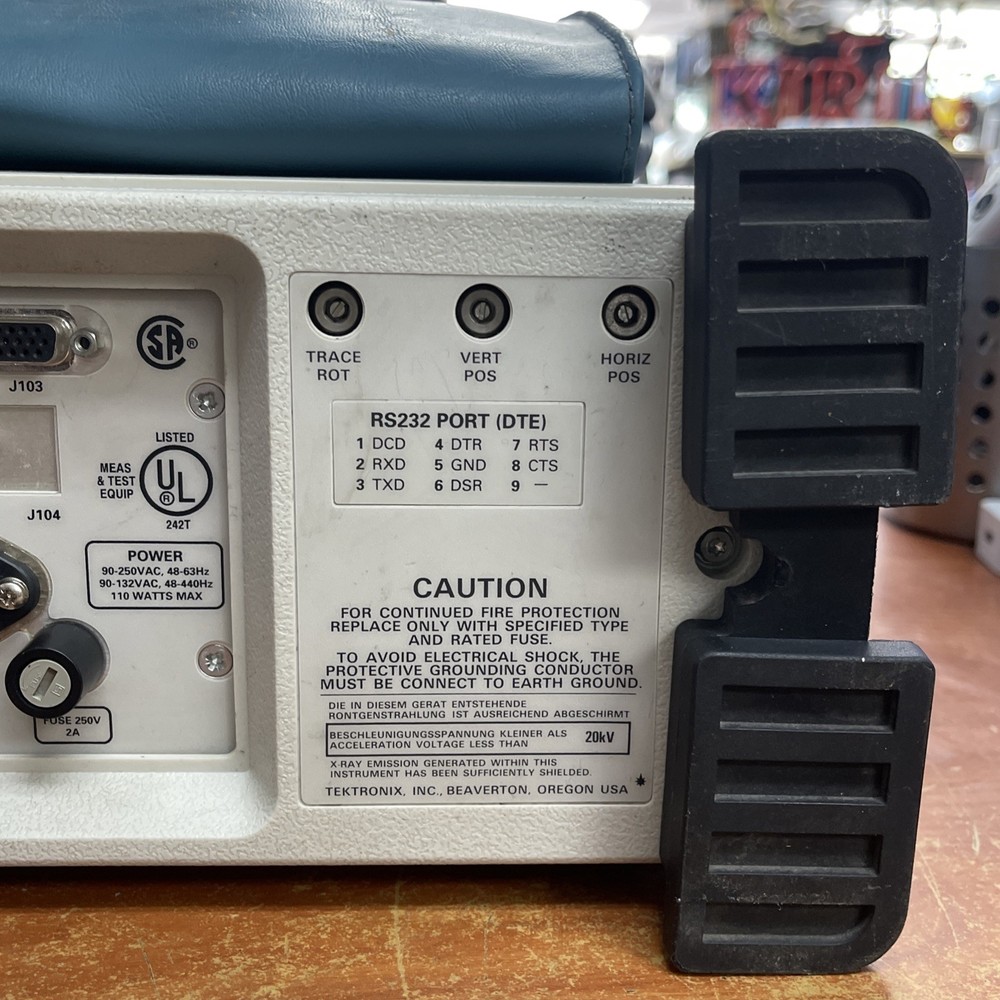 J103
SA®
LISTED
MEAS
& TEST
EQUIP
UL
®
242T
J104
POWER
90-250VAC, 48-63Hz
90-132VAC, 48-440Hz
110 WATTS MAX
FUSE 250V
2A
TRACE
ROT
VERT
POS
HORIZ
POS
RS232 PORT (DTE)
1 DCD 4 DTR 7 RTS
2 RXD 5 GND 8 CTS
3 TXD 6 DSR 9 —
CAUTION
FOR CONTINUED FIRE PROTECTION
REPLACE ONLY WITH SPECIFIED TYPE
AND RATED FUSE.
TO AVOID ELECTRICAL SHOCK, THE
PROTECTIVE GROUNDING CONDUCTOR
MUST BE CONNECT TO EARTH GROUND.
DIE IN DIESEM GERAT ENTSTEHENDE
RONTGENSTRAHLUNG IST AUSREICHEND ABGESCHIRMT
BESCHLEUNIGUNGSSPANNUNG KLEINER ALS
ACCELERATION VOLTAGE LESS THAN 20kV
X-RAY EMISSION GENERATED WITHIN THIS
INSTRUMENT HAS BEEN SUFFICIENTLY SHIELDED.
TEKTRONIX, INC., BEAVERTON, OREGON USA